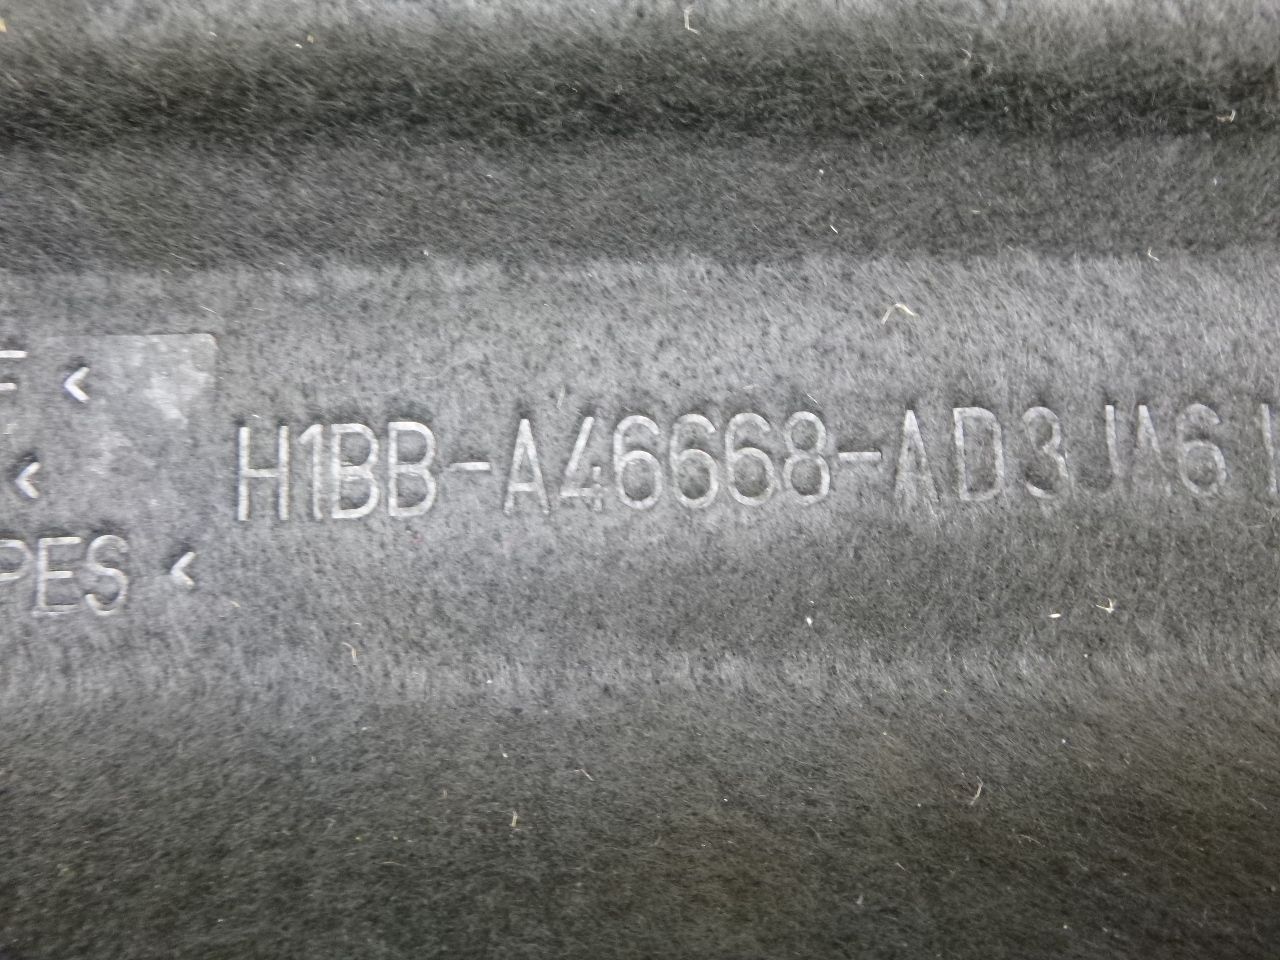 F <
H1BB-A46668-AD3JA6
<
PES <